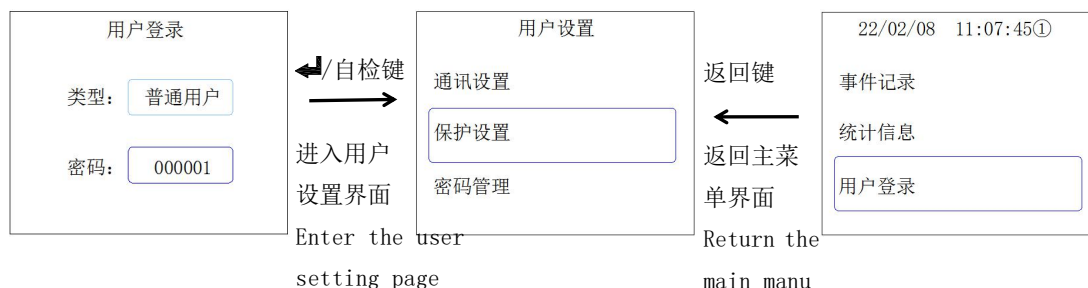 用户登录
类型： 普通用户
密码： 000001
/自检键
进入用户
设置界面
Enter the user
setting page
用户设置
通讯设置
保护设置
密码管理
返回键
返回主菜
单界面
Return the
main manu
22/02/08 11:07:45①
事件记录
统计信息
用户登录